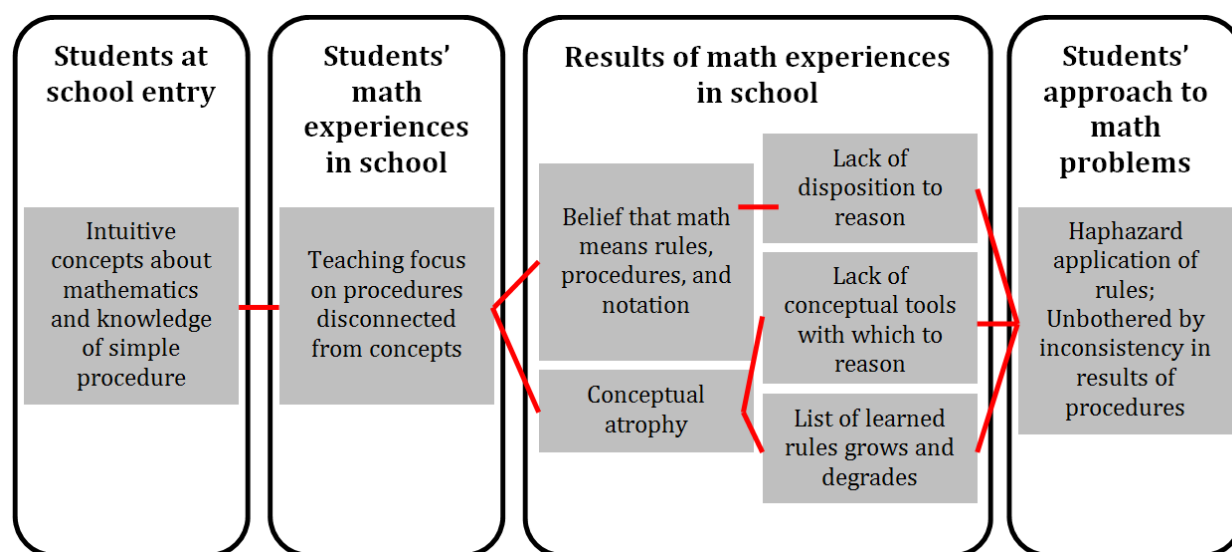 Students at
school entry
Intuitive
concepts about
mathematics
and knowledge
of simple
procedure
Students’
math
experiences
in school
Teaching focus
on procedures
disconnected
from concepts
Results of math experiences
in school
Belief that math
means rules,
procedures, and
notation
Conceptual
atrophy
Lack of
disposition to
reason
Lack of
conceptual tools
with which to
reason
List of learned
rules grows and
degrades
Students’
approach to
math
problems
Haphazard
application of
rules;
Unbothered by
inconsistency in
results of
procedures